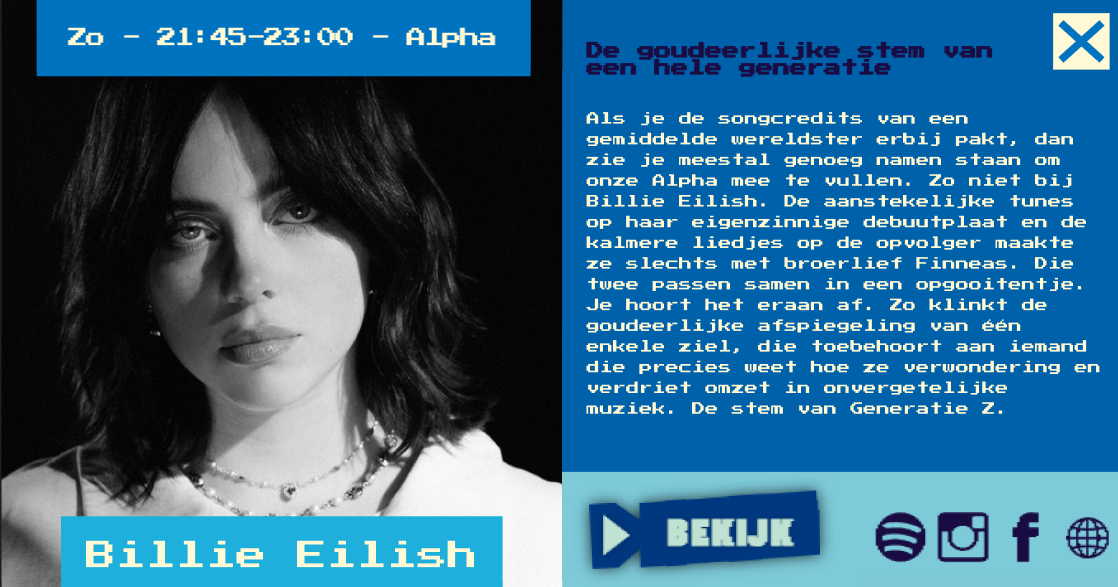 Zo - 21:45-23:00 - Alpha
Billie Eilish
De goudeerlijke stem van
een hele generatie
Als je de songcredits van een
gemiddelde wereldster erbij pakt, dan
zie je meestal genoeg namen staan om
onze Alpha mee te vullen. Zo niet bij
Billie Eilish. De aanstekelijke tunes
op haar eigenzinnige debuutplaat en de
kalmere liedjes op de opvolger maakte
ze slechts met broerlief Finneas. Die
twee passen samen in een opgooitentje.
Je hoort het eraan af. Zo klinkt de
goudeerlijke afspiegeling van één
enkele ziel, die toebehoort aan iemand
die precies weet hoe ze verwondering en
verdriet omzet in onvergetelijke
muziek. De stem van Generatie Z.
BEKIJK